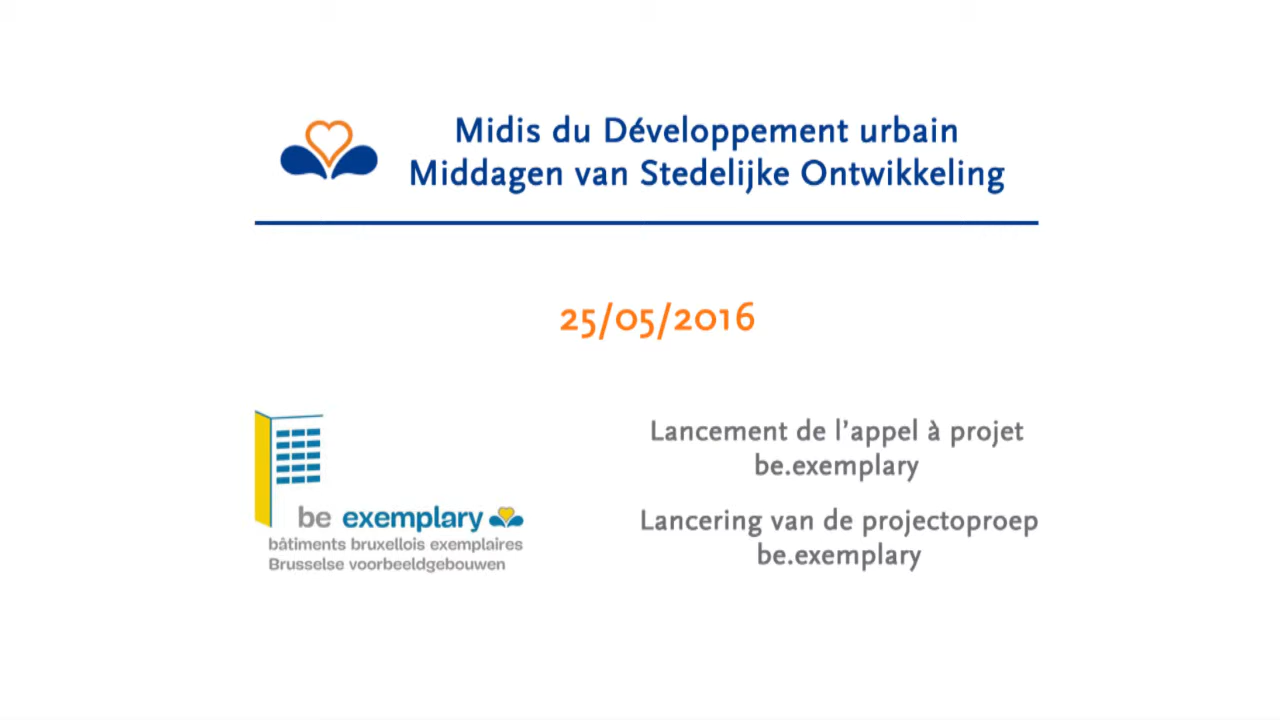 Midis du Développement urbain
Middagen van Stedelijke Ontwikkeling
25/05/2016
be exemplary
bâtiments bruxellois exemplaires
Brusselse voorbeeldgebouwen
Lancement de l’appel à projet
be.exemplary
Lancering van de projectoproep
be.exemplary